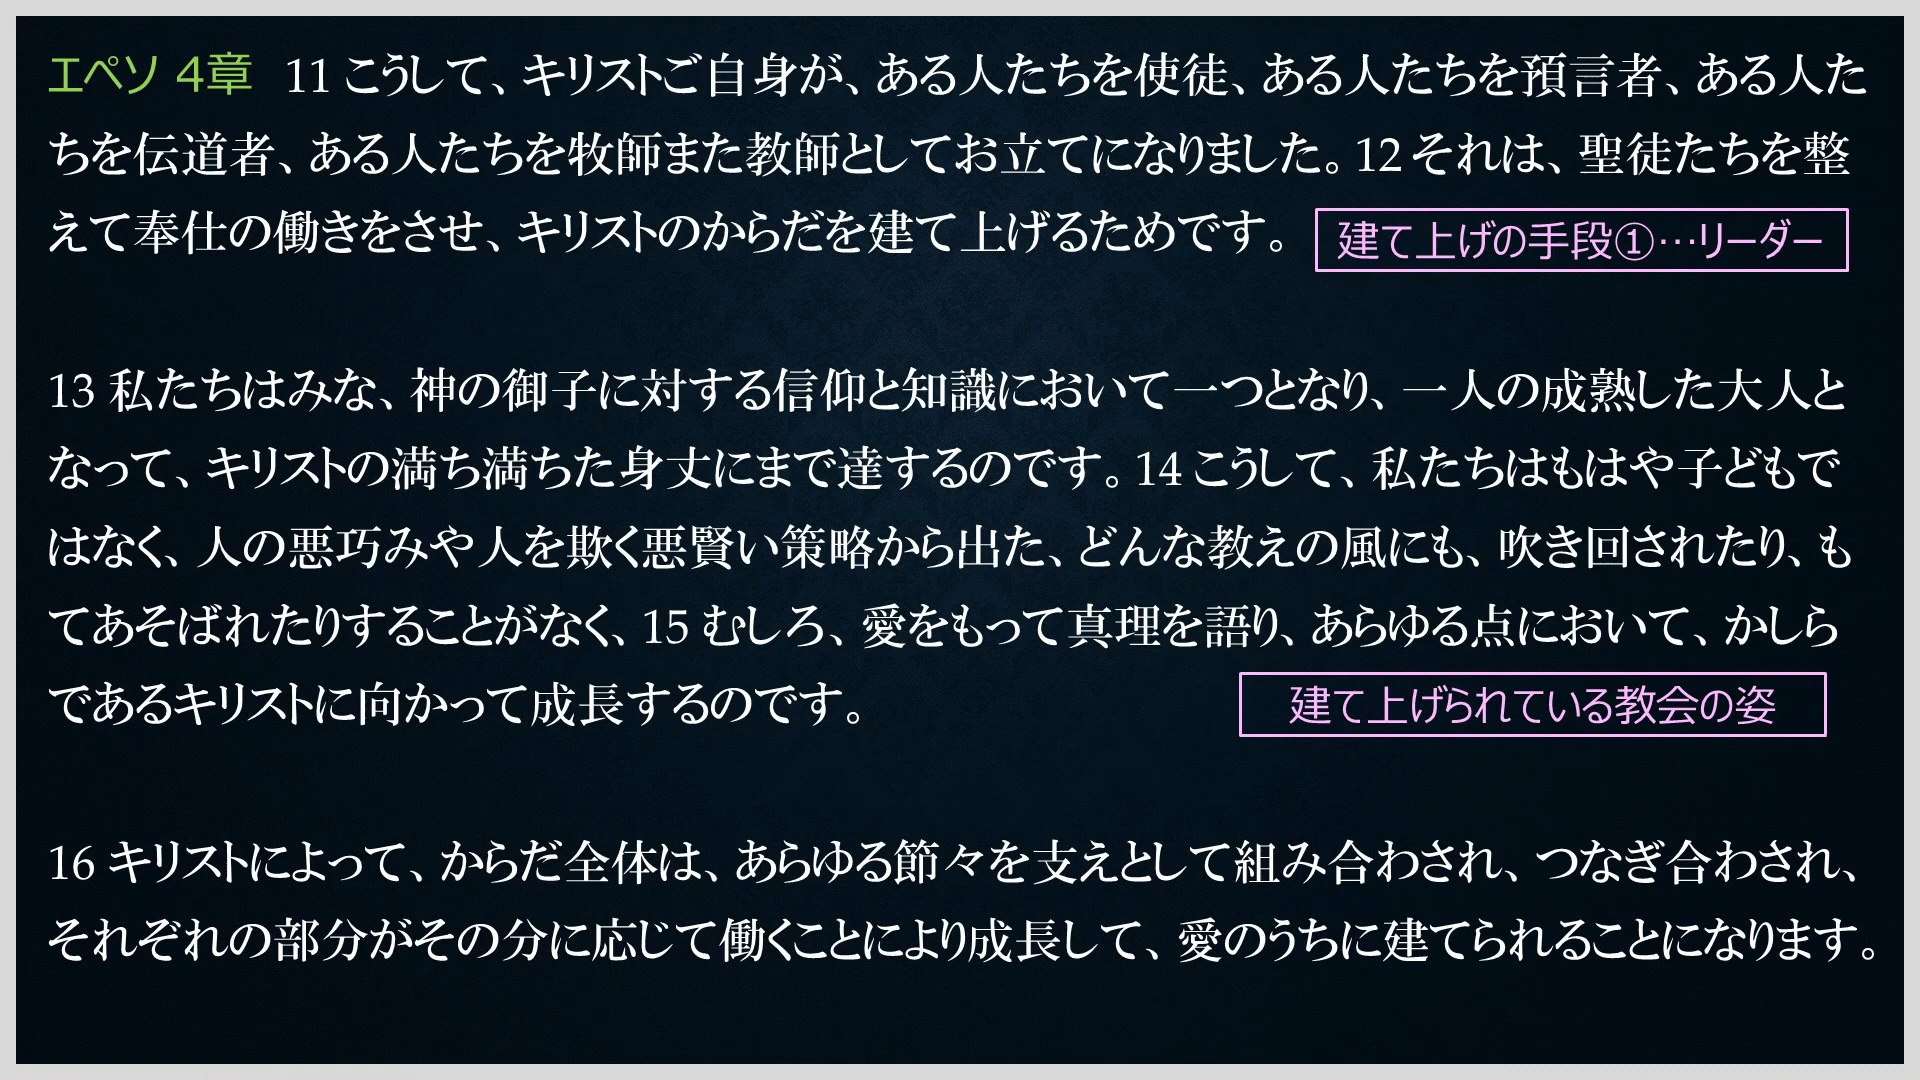 エペソ 4章 11 こうして、キリストご自身が、ある人たちを使徒、ある人たちを預言者、ある人た
ちを伝道者、ある人たちを牧師また教師としてお立てになりました。12 それは、聖徒たちを整
えて奉仕の働きをさせ、キリストのからだを建て上げるためです。
建て上げの手段①…リーダー
13 私たちはみな、神の御子に対する信仰と知識において一つとなり、一人の成熟した大人と
なって、キリストの満ち満ちた身丈にまで達するのです。14 こうして、私たちはもはや子どもで
はなく、人の悪巧みや人を欺く悪賢い策略から出た、どんな教えの風にも、吹き回されたり、も
てあそばれたりすることがなく、15 むしろ、愛をもって真理を語り、あらゆる点において、かしら
であるキリストに向かって成長するのです。
建て上げられている教会の姿
16 キリストによって、からだ全体は、あらゆる節々を支えとして組み合わされ、つなぎ合わされ、
それぞれの部分がその分に応じて働くことにより成長して、愛のうちに建てられることになります。